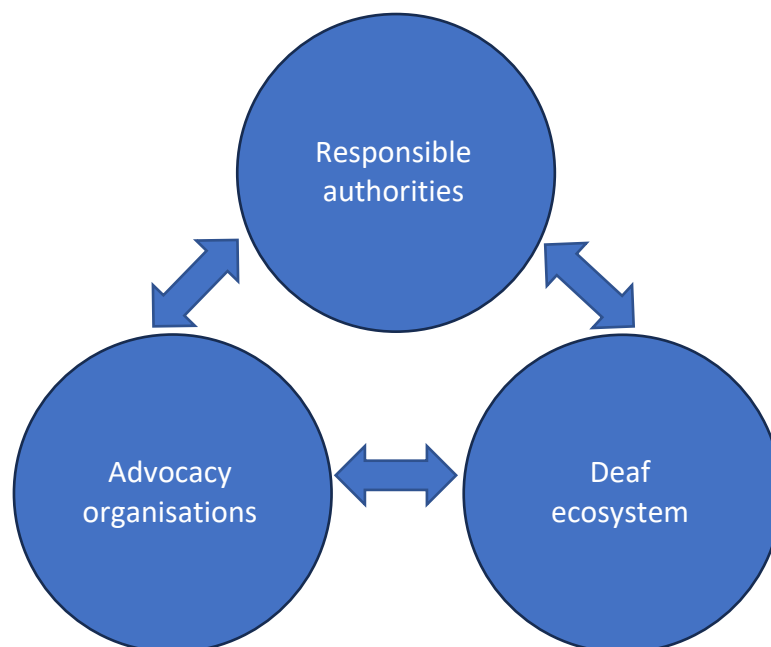 Responsible
authorities
Advocacy
organisations
Deaf
ecosystem